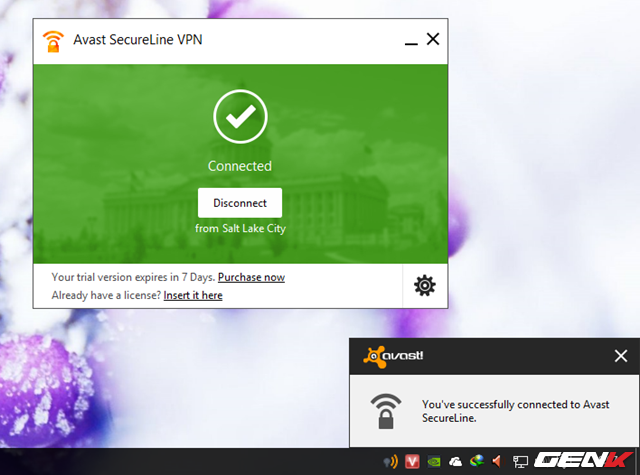 Avast SecureLine VPN
Connected
Disconnect
from Salt Lake City
Your trial version expires in 7 Days. Purchase now
Already have a license? Insert it here
avast!
You've successfully connected to Avast
SecureLine.
V
GENK